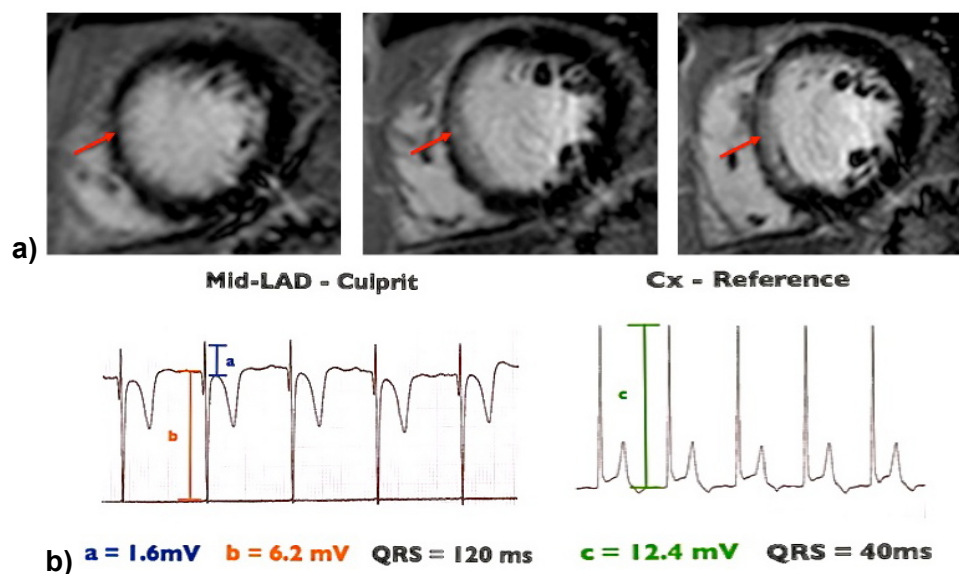 a)
Mid-LAD - Culprit Cx - Reference
a
b
c
b) a = 1.6mV b = 6.2 mV QRS = 120 ms c = 12.4 mV QRS = 40ms